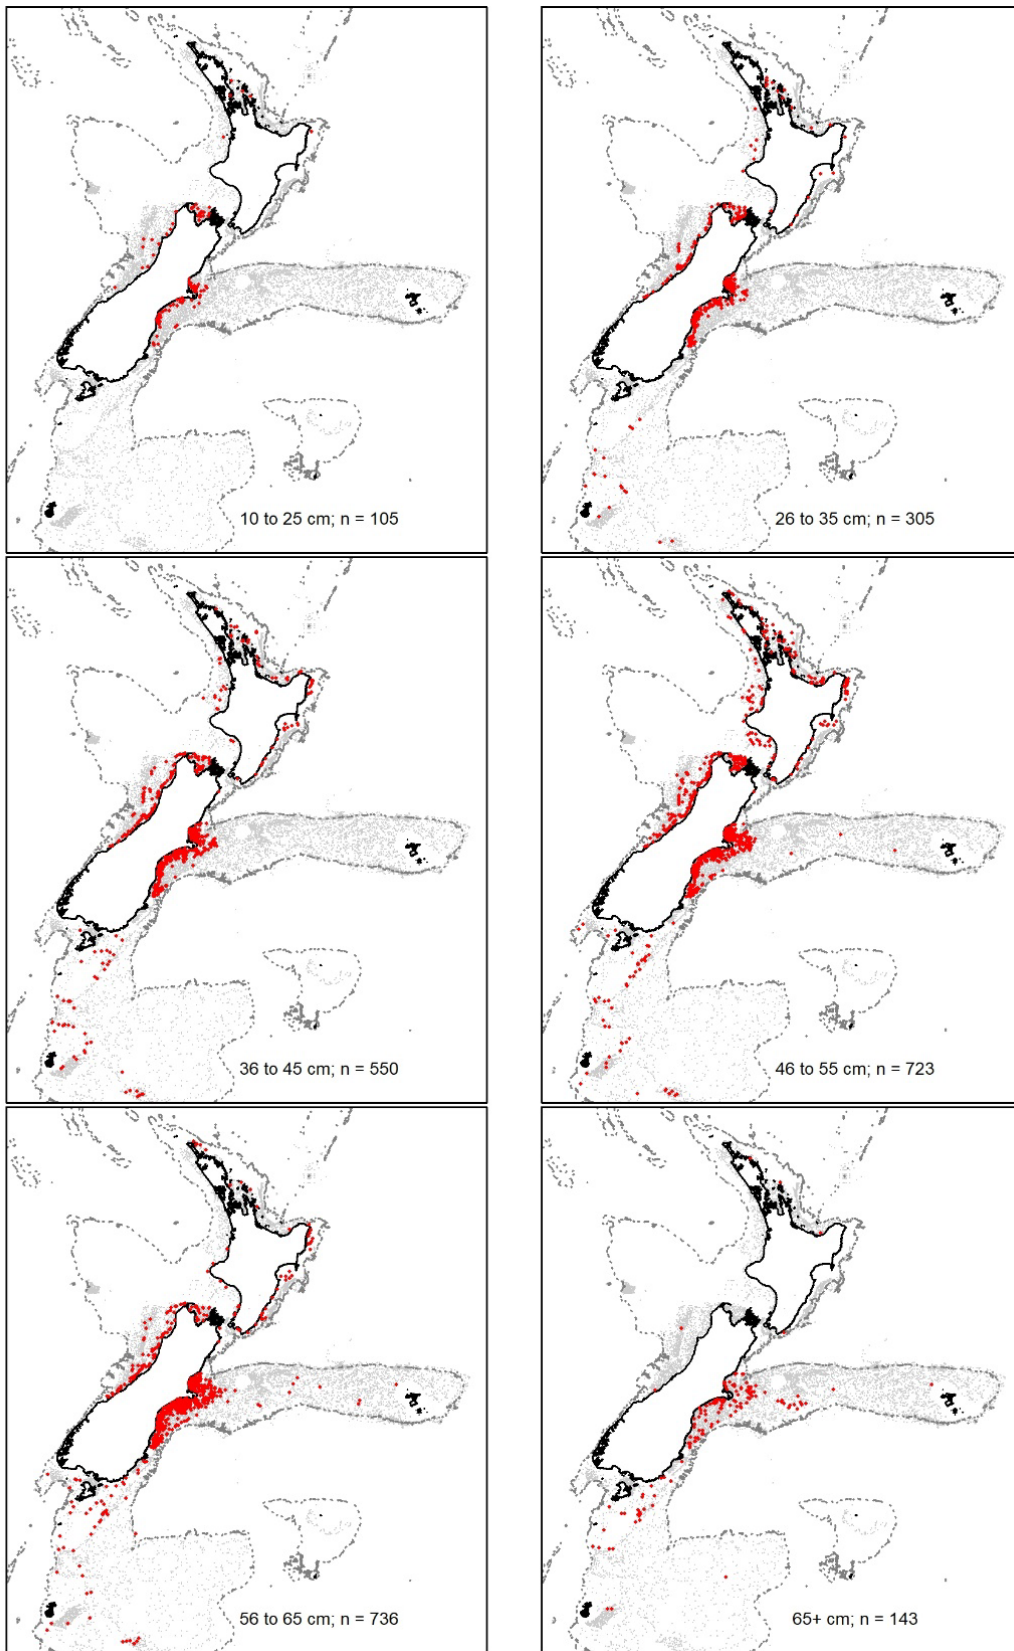 10 to 25 cm; n = 105
26 to 35 cm; n = 305
36 to 45 cm; n = 550
46 to 55 cm; n = 723
56 to 65 cm; n = 736
65+ cm; n = 143